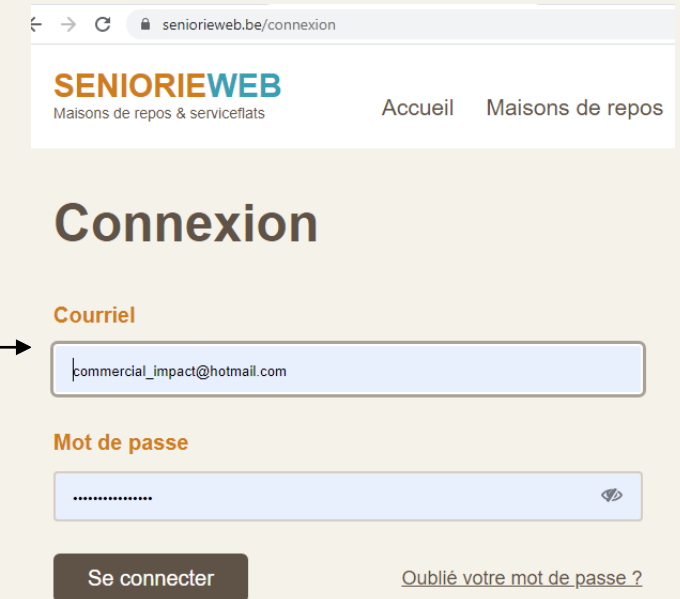 seniorieweb.be/connexion
SENIORIEWEB
Maisons de repos & serviceflats
Accueil Maisons de repos
Connexion
Courriel
commercial_impact@hotmail.com
Mot de passe
••••••••••••••••
Se connecter Oublié votre mot de passe ?